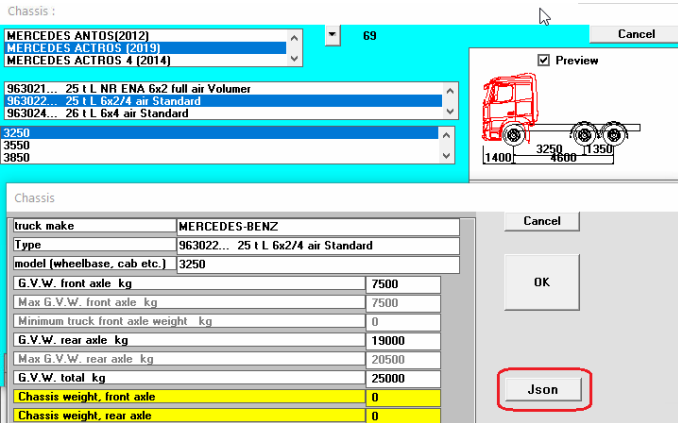 Chassis :
MERCEDES ANTOS(2012)
MERCEDES ACTROS (2019)
MERCEDES ACTROS 4 (2014)
69
Cancel
Preview
963021... 25 t L NR ENA 6x2 full air Volumer
963022... 25 t L 6x2/4 air Standard
963024... 26 t L 6x4 air Standard
3250
3550
3850
3250 1350
1400 4600
Chassis
truck make MERCEDES-BENZ
Type 963022... 25 t L 6x2/4 air Standard
model (wheelbase, cab etc.) 3250
Cancel
G.V.W. front axle kg 7500
Max G.V.W. front axle kg 7500
Minimum truck front axle weight kg 0
G.V.W. rear axle kg 19000
Max G.V.W. rear axle kg 20500
G.V.W. total kg 25000
Chassis weight, front axle 0
Chassis weight, rear axle 0
OK
Json